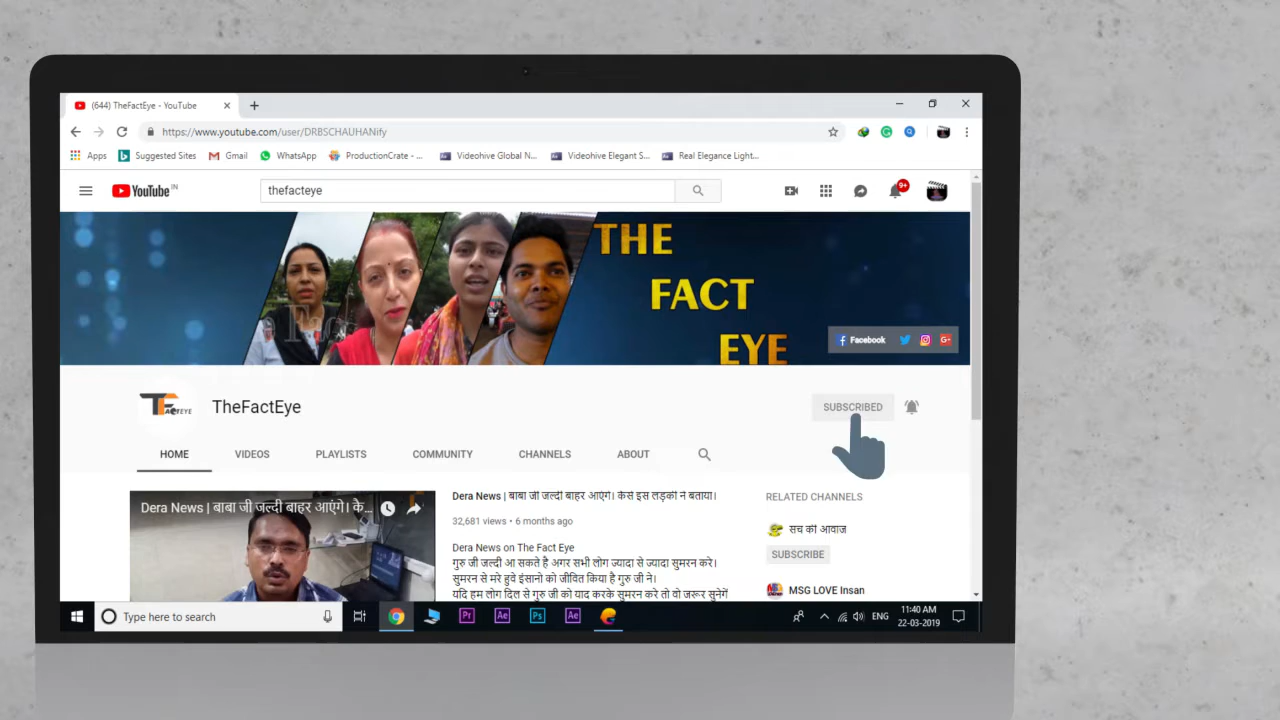 (644) TheFactEye - YouTube
https://www.youtube.com/user/DRBSCHAUHANify
Apps Suggested Sites Gmail WhatsApp ProductionCrate - ... Videohive Global N... Videohive Elegant S... Real Elegance Light...
YouTube IN
thefacteye
9+
THE
FACT
EYE
Facebook
TheFactEye
SUBSCRIBED
HOME VIDEOS PLAYLISTS COMMUNITY CHANNELS ABOUT
Dera News | बाबा जी जल्दी बाहर आएंगे। कै...
Dera News | बाबा जी जल्दी बाहर आएंगे। कैसे इस लड़की ने बताया।
32,681 views • 6 months ago
Dera News on The Fact Eye
गुरु जी जल्दी आ सकते है अगर सभी लोग ज्यादा से ज्यादा सुमरन करे।
सुमरन से मरे हुवे इंसानो को जीवित किया है गुरु जी ने।
यदि हम लोग दिल से गुरु जी को याद करके सुमरन करे तो वो जरूर सुनेगें
RELATED CHANNELS
सच की आवाज
SUBSCRIBE
MSG LOVE Insan
Type here to search
Pr Ae Ps Ae
ENG
11:40 AM
22-03-2019